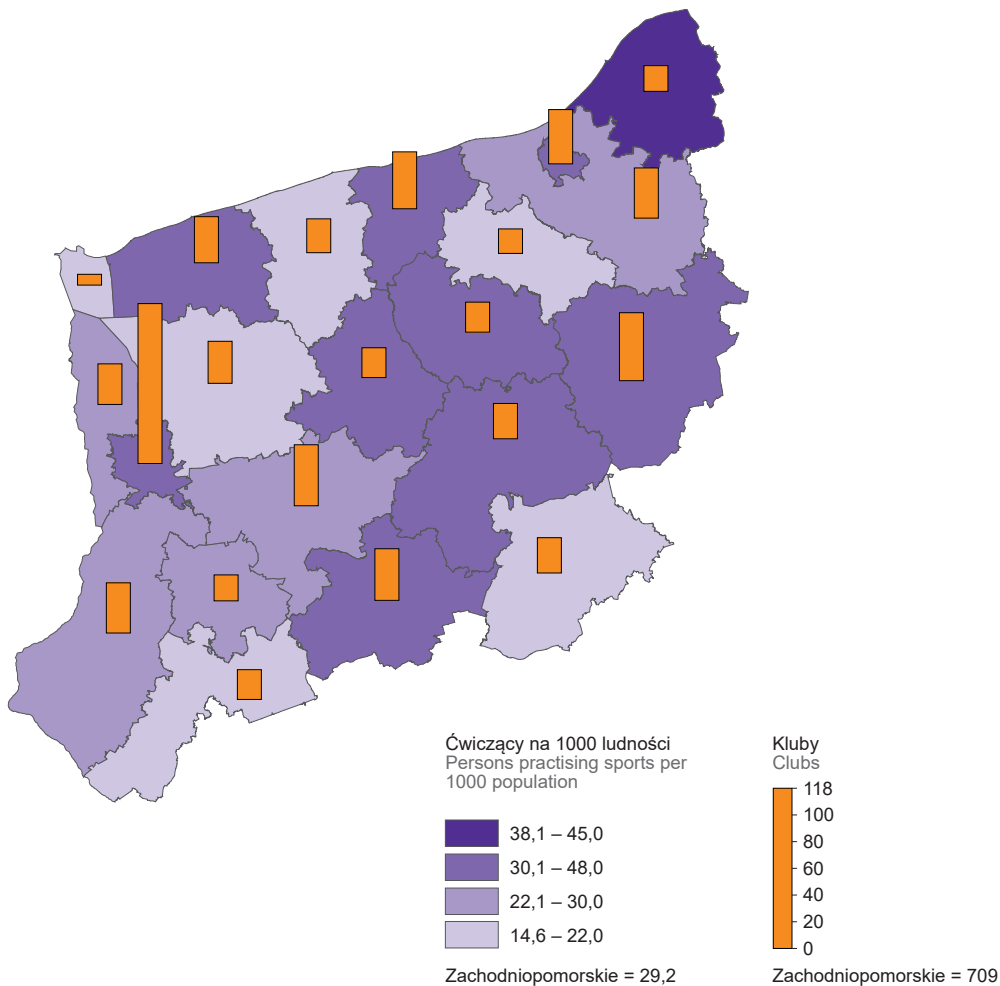 Ćwiczący na 1000 ludności
Persons practising sports per
1000 population
38,1 – 45,0
30,1 – 48,0
22,1 – 30,0
14,6 – 22,0
Zachodniopomorskie = 29,2
Kluby
Clubs
118
100
80
60
40
20
0
Zachodniopomorskie = 709